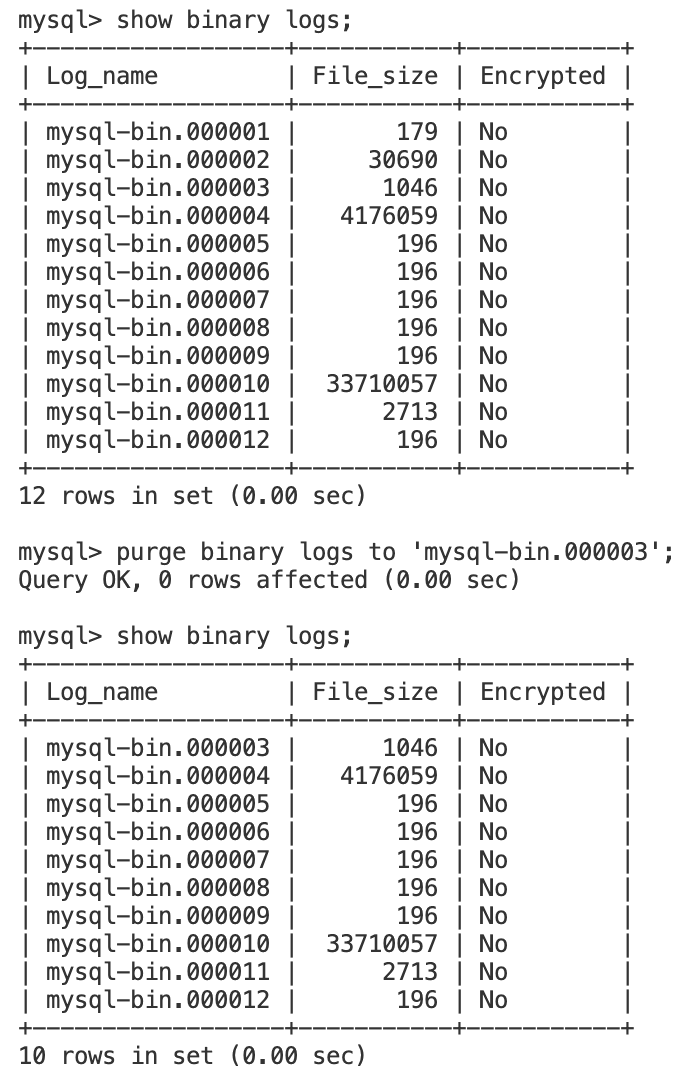 mysql> show binary logs;
+------------------+-----------+-----------+
| Log_name         | File_size | Encrypted |
+------------------+-----------+-----------+
| mysql-bin.000001 |       179 | No        |
| mysql-bin.000002 |     30690 | No        |
| mysql-bin.000003 |      1046 | No        |
| mysql-bin.000004 |   4176059 | No        |
| mysql-bin.000005 |       196 | No        |
| mysql-bin.000006 |       196 | No        |
| mysql-bin.000007 |       196 | No        |
| mysql-bin.000008 |       196 | No        |
| mysql-bin.000009 |       196 | No        |
| mysql-bin.000010 |  33710057 | No        |
| mysql-bin.000011 |      2713 | No        |
| mysql-bin.000012 |       196 | No        |
+------------------+-----------+-----------+
12 rows in set (0.00 sec)

mysql> purge binary logs to 'mysql-bin.000003';
Query OK, 0 rows affected (0.00 sec)

mysql> show binary logs;
+------------------+-----------+-----------+
| Log_name         | File_size | Encrypted |
+------------------+-----------+-----------+
| mysql-bin.000003 |      1046 | No        |
| mysql-bin.000004 |   4176059 | No        |
| mysql-bin.000005 |       196 | No        |
| mysql-bin.000006 |       196 | No        |
| mysql-bin.000007 |       196 | No        |
| mysql-bin.000008 |       196 | No        |
| mysql-bin.000009 |       196 | No        |
| mysql-bin.000010 |  33710057 | No        |
| mysql-bin.000011 |      2713 | No        |
| mysql-bin.000012 |       196 | No        |
+------------------+-----------+-----------+
10 rows in set (0.00 sec)